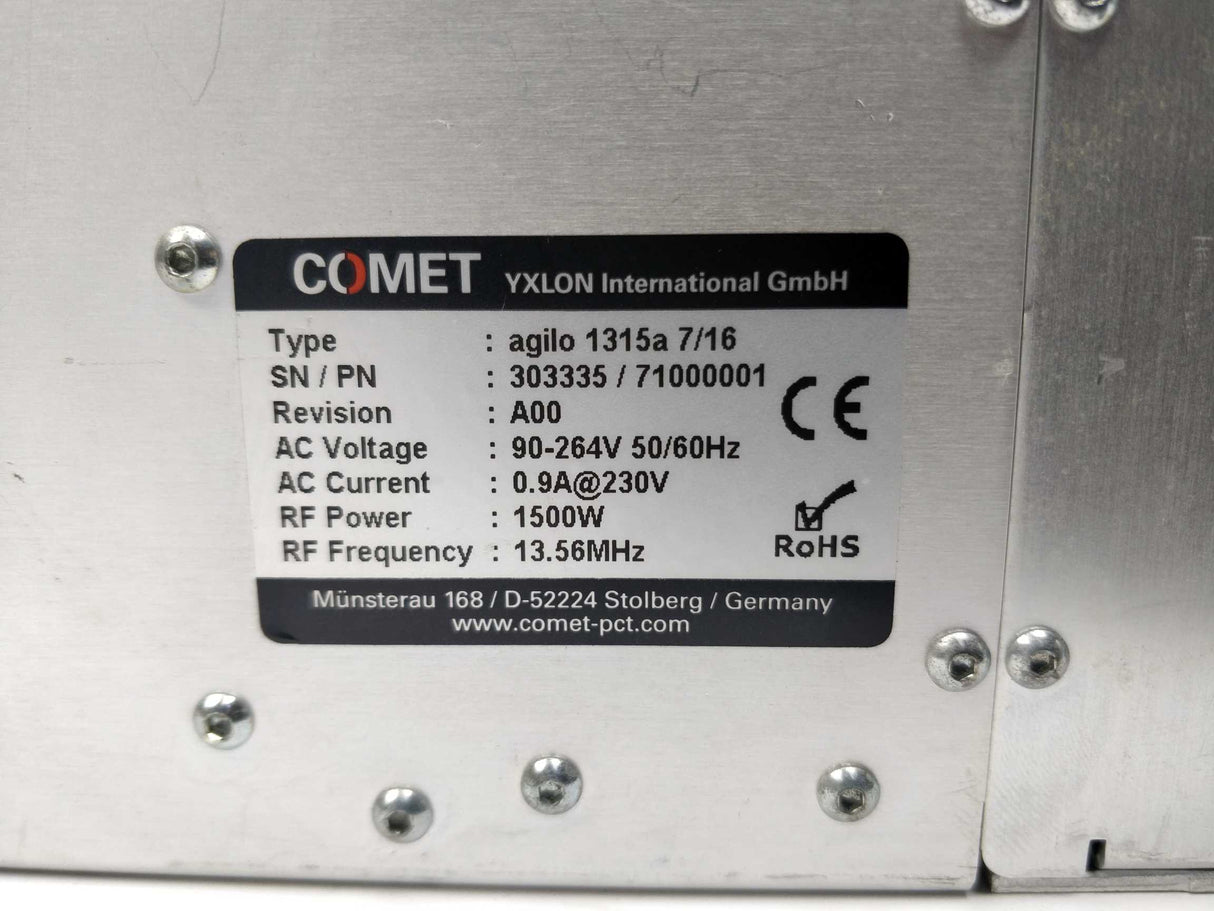 COMET YXLON International GmbH
Type : agilo 1315a 7/16
SN / PN : 303335 / 71000001
Revision : A00
AC Voltage : 90-264V 50/60Hz
AC Current : 0.9A@230V
RF Power : 1500W
RF Frequency : 13.56MHz
CE
RoHS
Münsterau 168 / D-52224 Stolberg / Germany
www.comet-pct.com